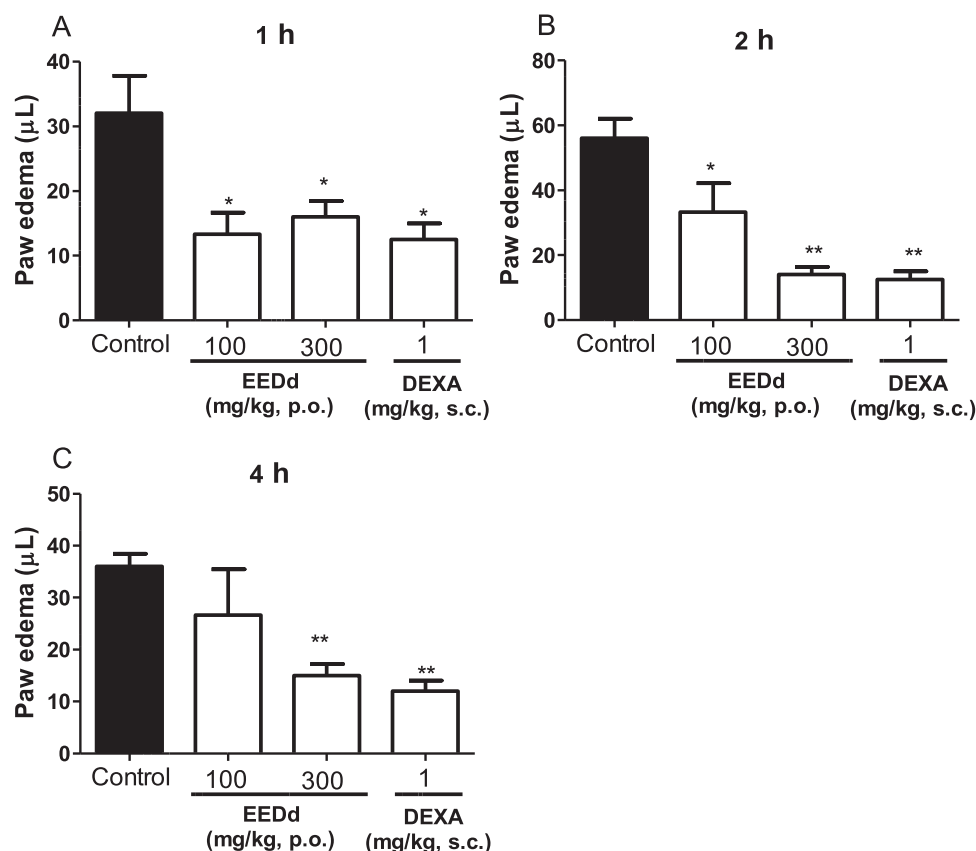 A
1 h
Paw edema (μL)
40
30
20
10
0
*
*
*
Control
100
300
1
EEDd
(mg/kg, p.o.)
DEXA
(mg/kg, s.c.)
B
2 h
Paw edema (μL)
80
60
40
20
0
*
**
**
Control
100
300
1
EEDd
(mg/kg, p.o.)
DEXA
(mg/kg, s.c.)
C
4 h
Paw edema (μL)
50
40
30
20
10
0
**
**
Control
100
300
1
EEDd
(mg/kg, p.o.)
DEXA
(mg/kg, s.c.)